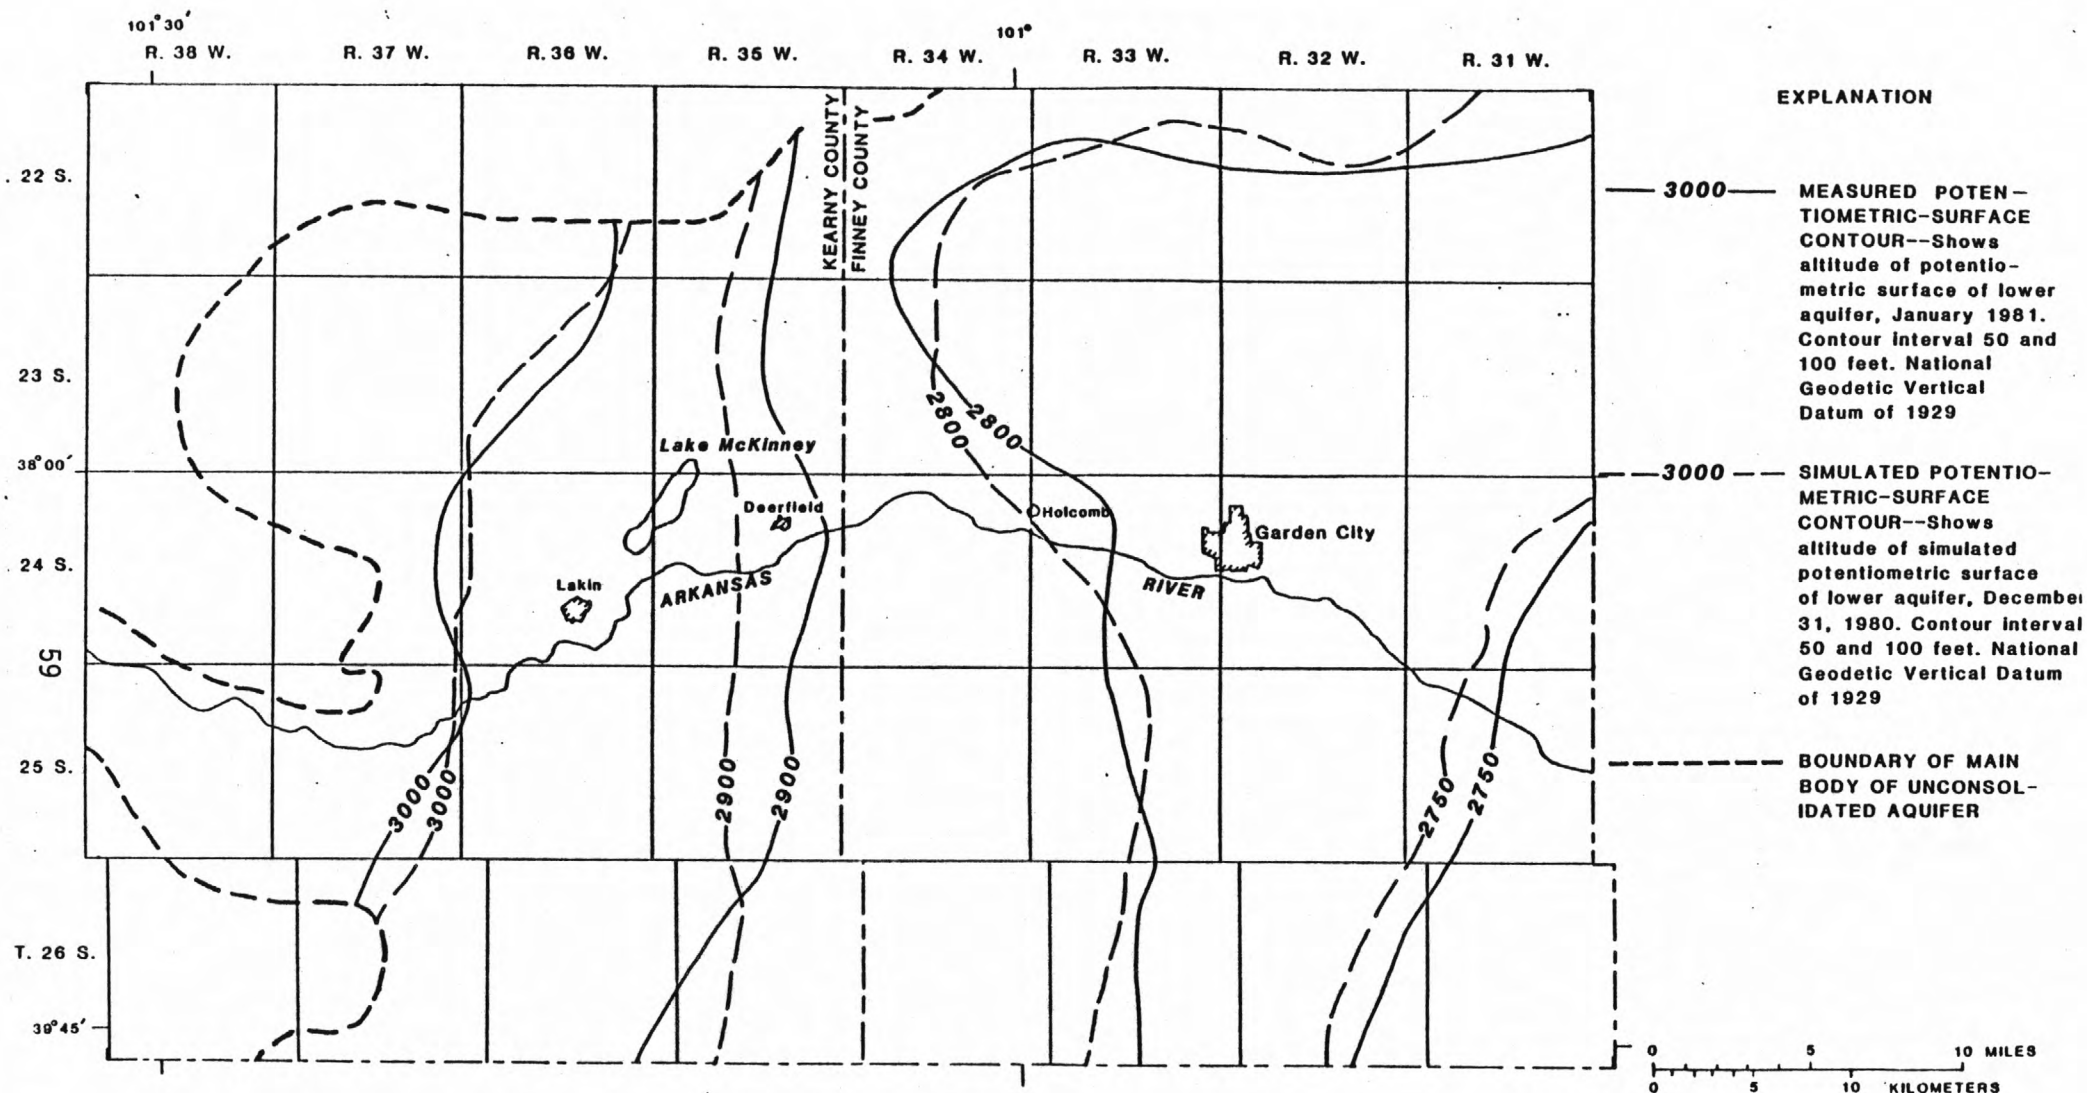 101°30'
101°
R. 38 W.
R. 37 W.
R. 36 W.
R. 35 W.
R. 34 W.
R. 33 W.
R. 32 W.
R. 31 W.
. 22 S.
23 S.
38°00'
24 S.
59
25 S.
T. 26 S.
39°45'
KEARNY COUNTY
FINNEY COUNTY
Lake McKinney
Deerfield
Lakin
ARKANSAS
RIVER
Holcomb
Garden City
2800
2800
3000
3000
2900
2900
2750
2750
EXPLANATION
3000
MEASURED POTEN-
TIOMETRIC-SURFACE
CONTOUR--Shows
altitude of potentio-
metric surface of lower
aquifer, January 1981.
Contour interval 50 and
100 feet. National
Geodetic Vertical
Datum of 1929
3000
SIMULATED POTENTIO-
METRIC-SURFACE
CONTOUR--Shows
altitude of simulated
potentiometric surface
of lower aquifer, December
31, 1980. Contour interval
50 and 100 feet. National
Geodetic Vertical Datum
of 1929
BOUNDARY OF MAIN
BODY OF UNCONSOL-
IDATED AQUIFER
0 5 10 MILES
0 5 10 KILOMETERS